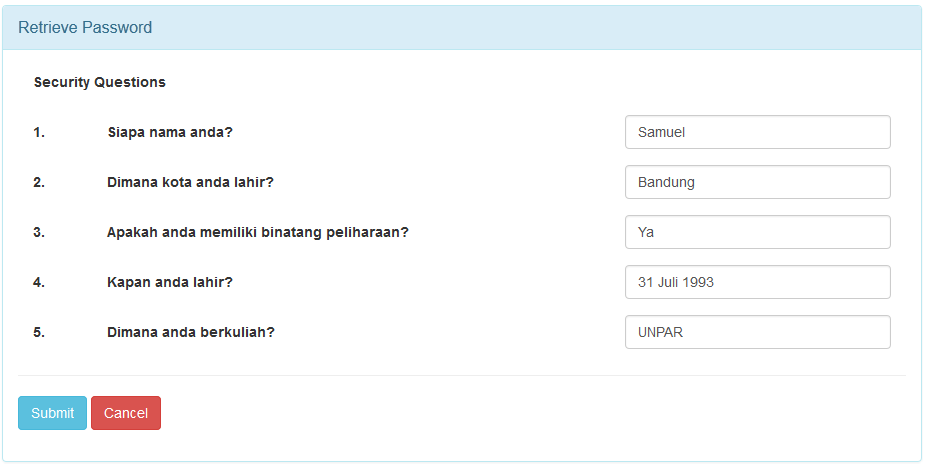 Retrieve Password
Security Questions
1. Siapa nama anda? Samuel
2. Dimana kota anda lahir? Bandung
3. Apakah anda memiliki binatang peliharaan? Ya
4. Kapan anda lahir? 31 Juli 1993
5. Dimana anda berkuliah? UNPAR
Submit Cancel